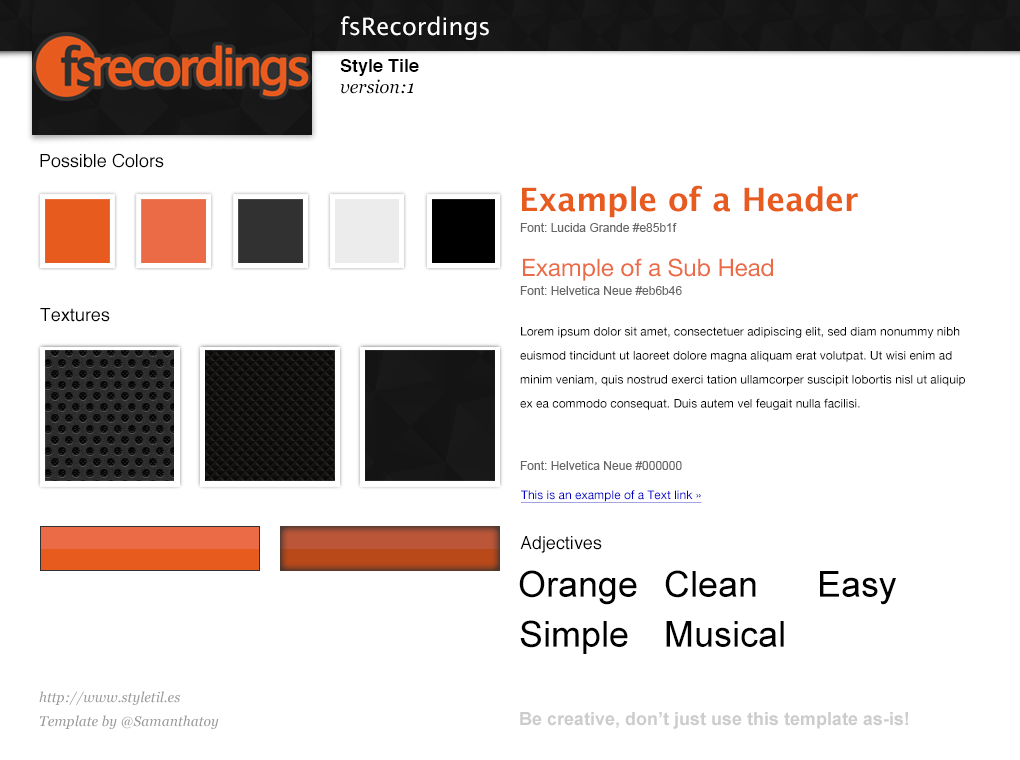 fsRecordings
fsrecordings
Style Tile
version:1
Possible Colors
Textures
Example of a Header
Font: Lucida Grande #e85b1f
Example of a Sub Head
Font: Helvetica Neue #eb6b46
Lorem ipsum dolor sit amet, consectetuer adipiscing elit, sed diam nonummy nibh
euismod tincidunt ut laoreet dolore magna aliquam erat volutpat. Ut wisi enim ad
minim veniam, quis nostrud exerci tation ullamcorper suscipit lobortis nisl ut aliquip
ex ea commodo consequat. Duis autem vel feugait nulla facilisi.
Font: Helvetica Neue #000000
This is an example of a Text link »
Adjectives
Orange Clean Easy
Simple Musical
http://www.styletil.es
Template by @Samanthatoy
Be creative, don’t just use this template as-is!